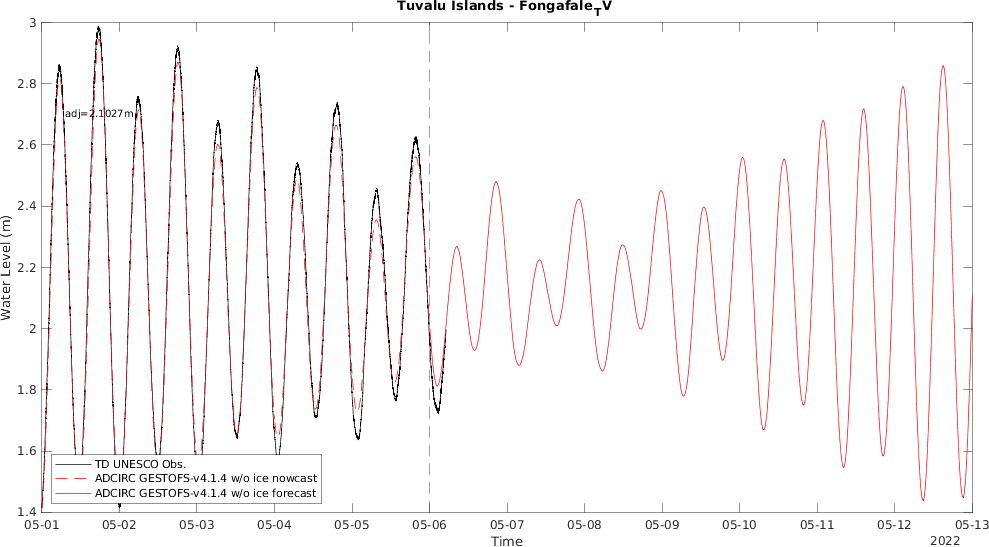 Tuvalu Islands - Fongafale_TV
3
2.8
adj=2.1027m
2.6
2.4
Water Level (m)
2.2
2
1.8
1.6
TD UNESCO Obs.
ADCIRC GESTOFS-v4.1.4 w/o ice nowcast
ADCIRC GESTOFS-v4.1.4 w/o ice forecast
1.4
05-01 05-02 05-03 05-04 05-05 05-06 05-07 05-08 05-09 05-10 05-11 05-12 05-13
Time
2022